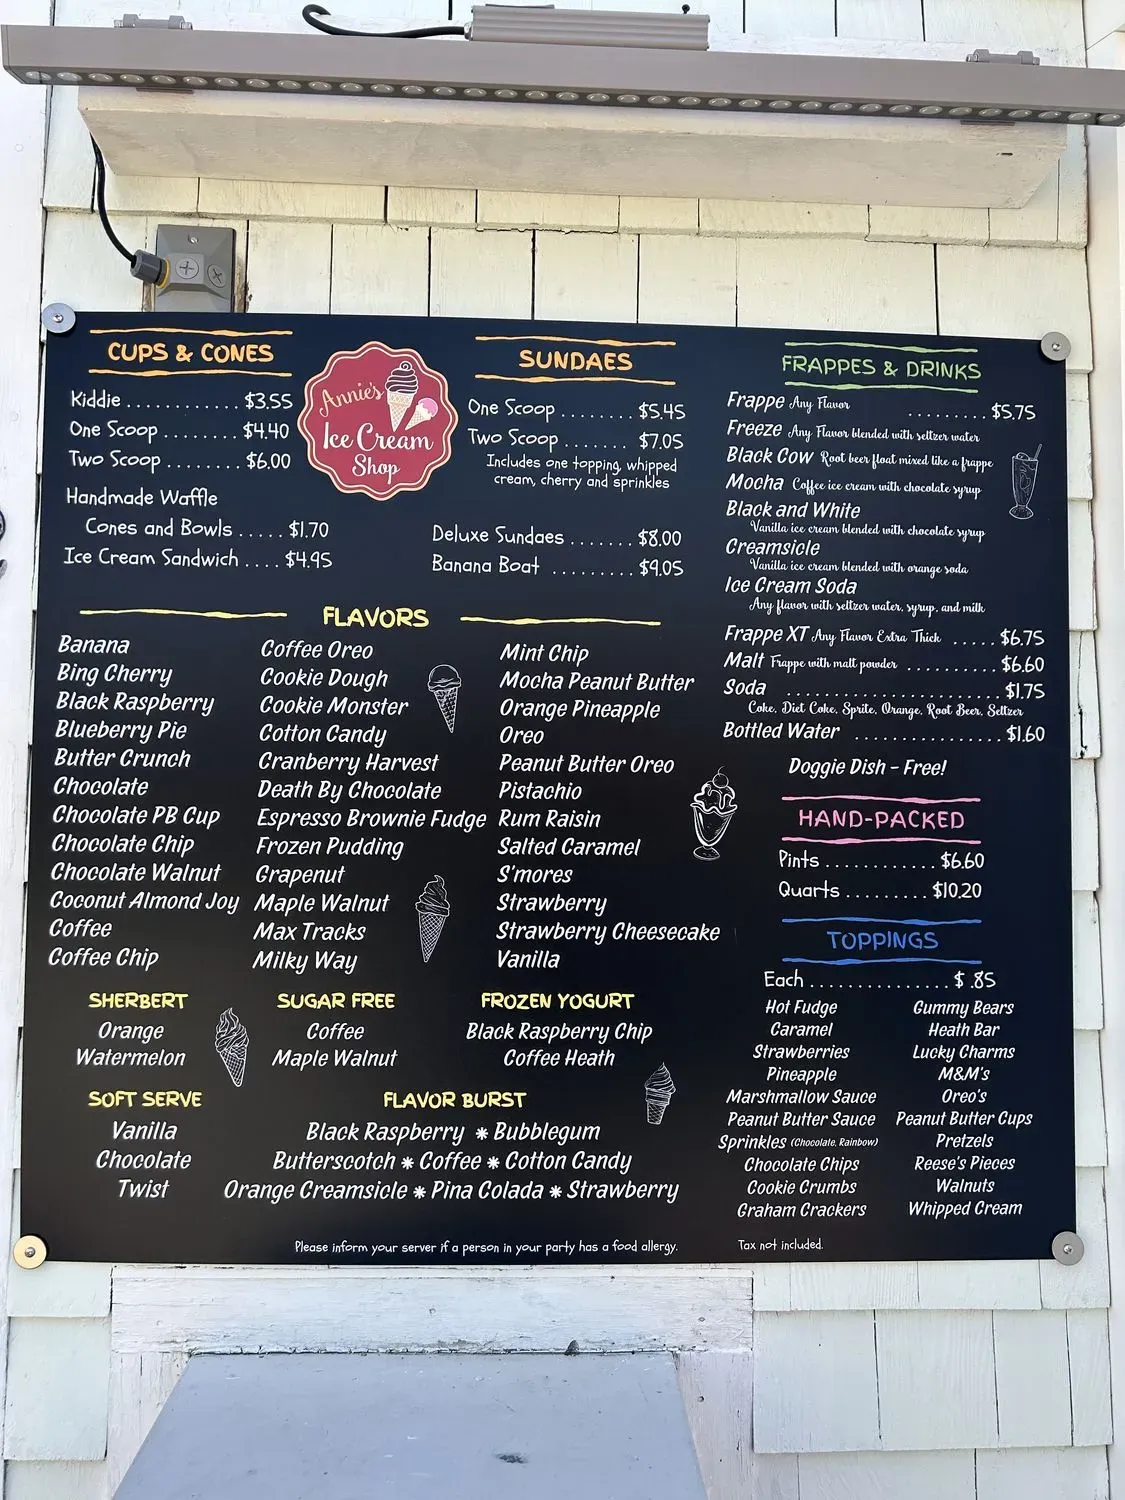 CUPS & CONES
Kiddie ............ $3.55
One Scoop ........ $4.40
Two Scoop ........ $6.00
Handmade Waffle
Cones and Bowls ..... $1.70
Ice Cream Sandwich .... $4.95
Annie's
Ice Cream
Shop
SUNDAES
One Scoop ........ $5.45
Two Scoop ....... $7.05
Includes one topping, whipped
cream, cherry and sprinkles
Deluxe Sundaes ....... $8.00
Banana Boat ......... $9.05
FRAPPES & DRINKS
Frappe Any Flavor ......... $5.75
Freeze Any Flavor blended with seltzer water
Black Cow Root beer float mixed like a frappe
Mocha Coffee ice cream with chocolate syrup
Black and White
Vanilla ice cream blended with chocolate syrup
Creamsicle
Vanilla ice cream blended with orange soda
Ice Cream Soda
Any flavor with seltzer water, syrup, and milk
Frappe XT Any Flavor Extra Thick ..... $6.75
Malt Frappe with malt powder .......... $6.60
Soda ........................ $1.75
Coke, Diet Coke, Sprite, Orange, Root Beer, Seltzer
Bottled Water ................ $1.60
Doggie Dish - Free!
FLAVORS
Banana
Bing Cherry
Black Raspberry
Blueberry Pie
Butter Crunch
Chocolate
Chocolate PB Cup
Chocolate Chip
Chocolate Walnut
Coconut Almond Joy
Coffee
Coffee Chip
Coffee Oreo
Cookie Dough
Cookie Monster
Cotton Candy
Cranberry Harvest
Death By Chocolate
Espresso Brownie Fudge
Frozen Pudding
Grapenut
Maple Walnut
Max Tracks
Milky Way
Mint Chip
Mocha Peanut Butter
Orange Pineapple
Oreo
Peanut Butter Oreo
Pistachio
Rum Raisin
Salted Caramel
S'mores
Strawberry
Strawberry Cheesecake
Vanilla
SHERBERT
Orange
Watermelon
SUGAR FREE
Coffee
Maple Walnut
FROZEN YOGURT
Black Raspberry Chip
Coffee Heath
SOFT SERVE
Vanilla
Chocolate
Twist
FLAVOR BURST
Black Raspberry * Bubblegum
Butterscotch * Coffee * Cotton Candy
Orange Creamsicle * Pina Colada * Strawberry
HAND-PACKED
Pints ............ $6.60
Quarts ......... $10.20
TOPPINGS
Each .............. $ .85
Hot Fudge
Caramel
Strawberries
Pineapple
Marshmallow Sauce
Peanut Butter Sauce
Sprinkles (Chocolate, Rainbow)
Chocolate Chips
Cookie Crumbs
Graham Crackers
Gummy Bears
Heath Bar
Lucky Charms
M&M's
Oreo's
Peanut Butter Cups
Pretzels
Reese's Pieces
Walnuts
Whipped Cream
Please inform your server if a person in your party has a food allergy.
Tax not included.